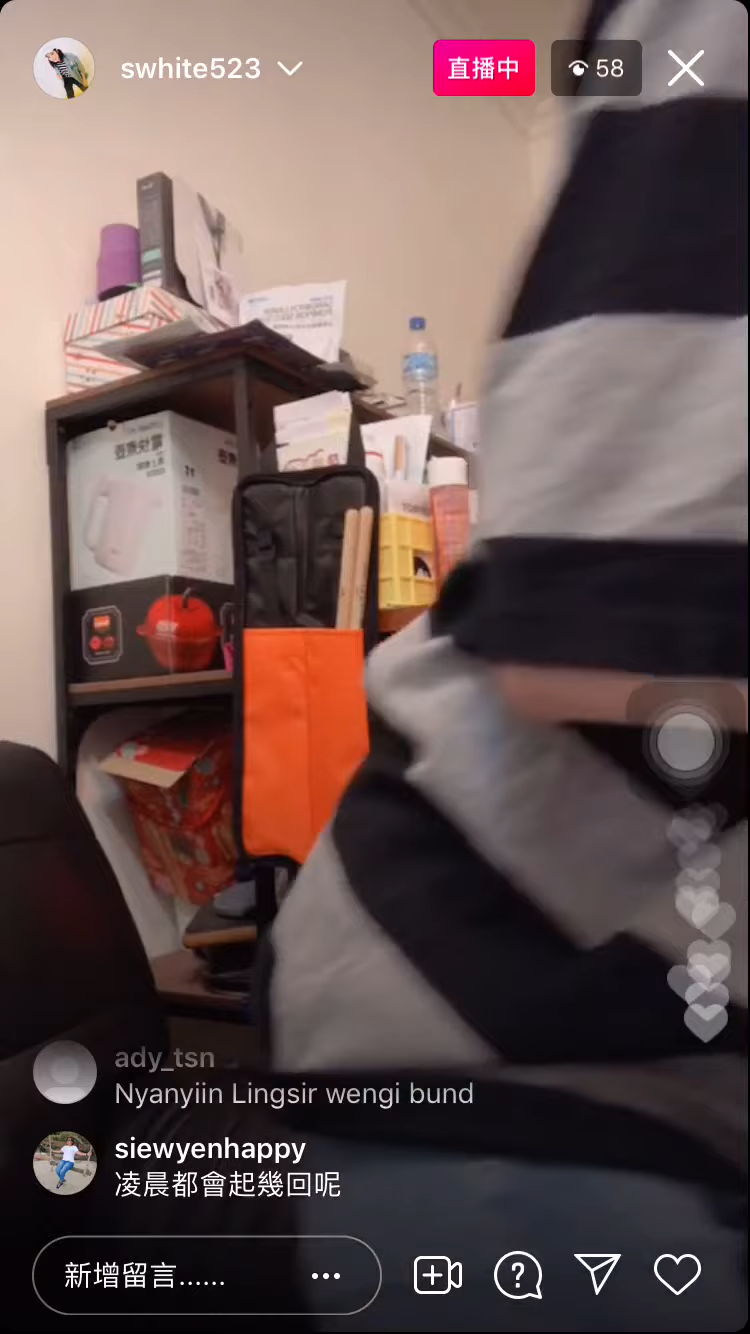 swhite523
直播中
58
ady_tsn
Nyanyiin Lingsir wengi bund
siewyenhappy
凌晨都會起幾回呢
新增留言......